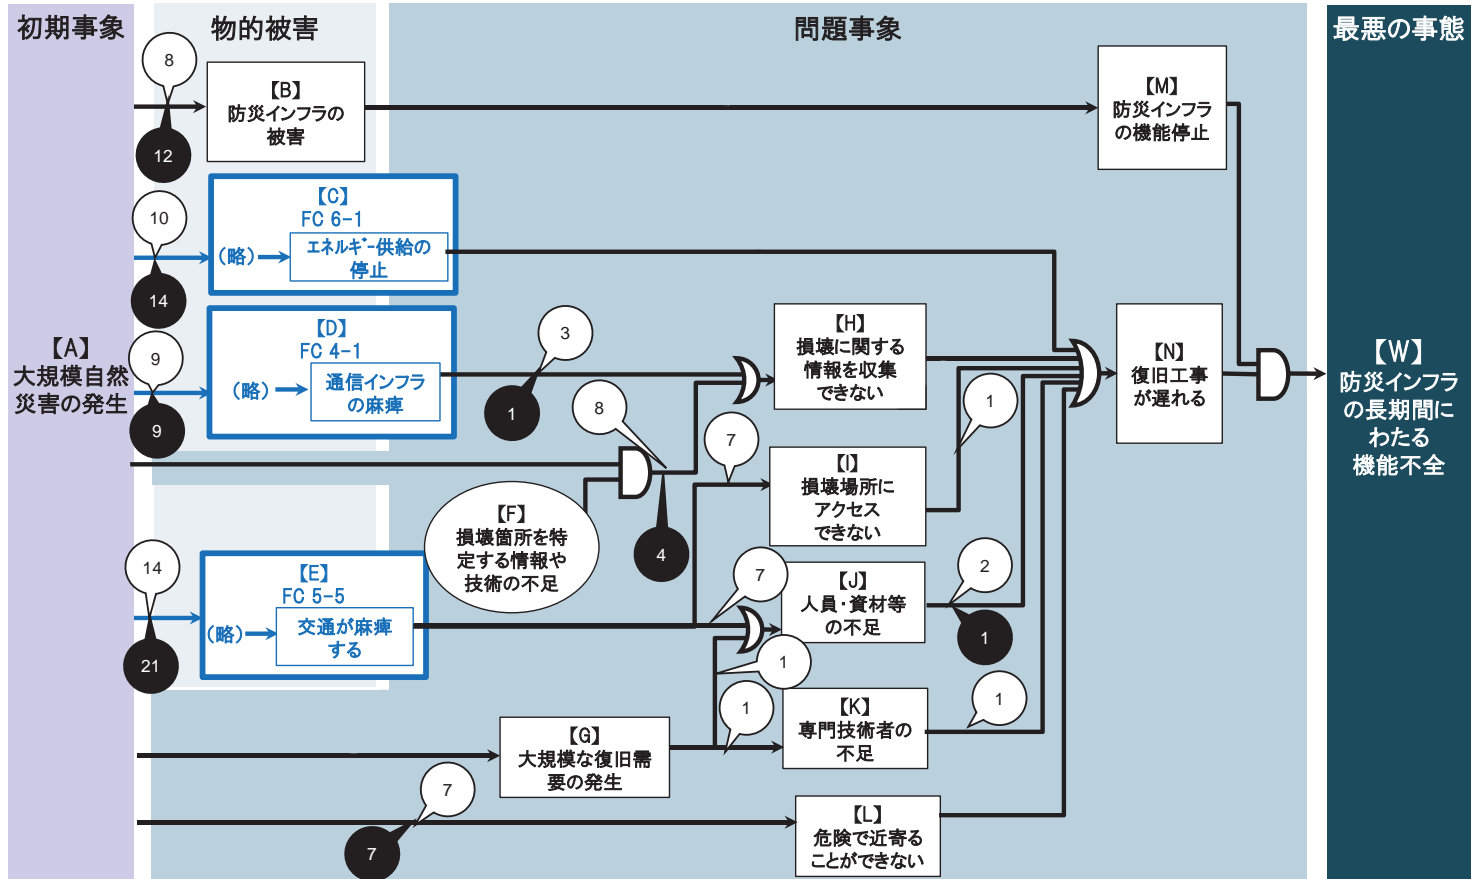 初期事象
物的被害
問題事象
最悪の事態
8
12
【B】
防災インフラの
被害
【M】
防災インフラ
の機能停止
10
14
【C】
FC 6-1
(略)
エネルギー供給の
停止
【A】
大規模自然
災害の発生
9
9
【D】
FC 4-1
(略)
通信インフラ
の麻痺
3
1
8
4
【H】
損壊に関する
情報を収集
できない
1
【N】
復旧工事
が遅れる
【W】
防災インフラ
の長期間に
わたる
機能不全
7
【I】
損壊場所に
アクセス
できない
【F】
損壊箇所を特
定する情報や
技術の不足
14
21
【E】
FC 5-5
(略)
交通が麻痺
する
7
【J】
人員・資材等
の不足
2
1
1
1
【K】
専門技術者の
不足
1
【G】
大規模な復旧需
要の発生
7
7
【L】
危険で近寄る
ことができない